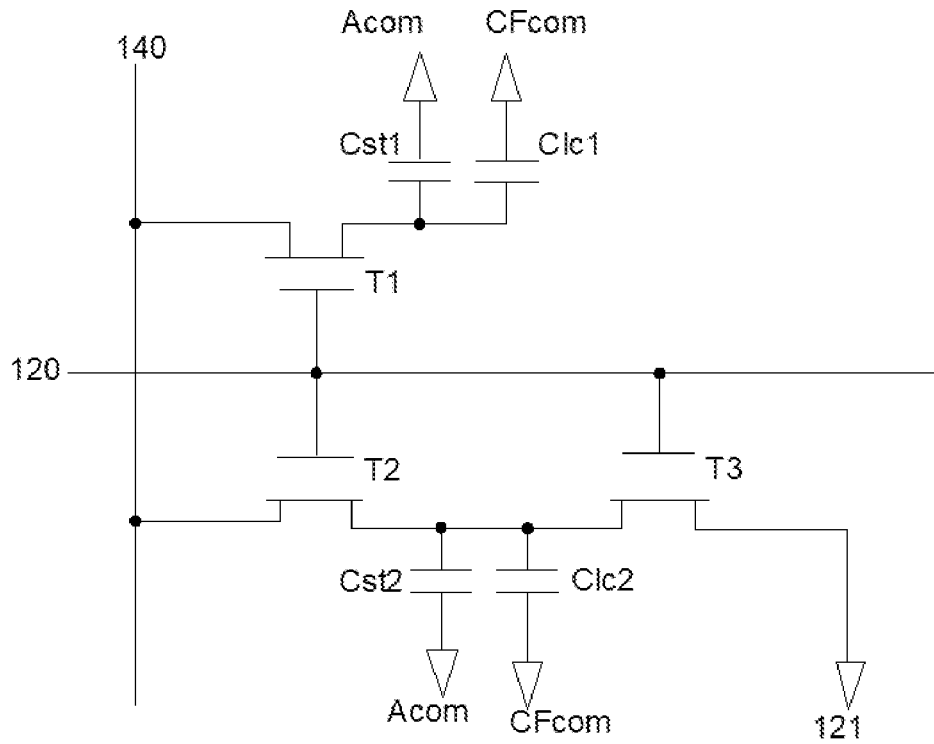 Acom CFcom
140
Cst1 Clc1
T1
120
T2 T3
Cst2 Clc2
Acom CFcom 121